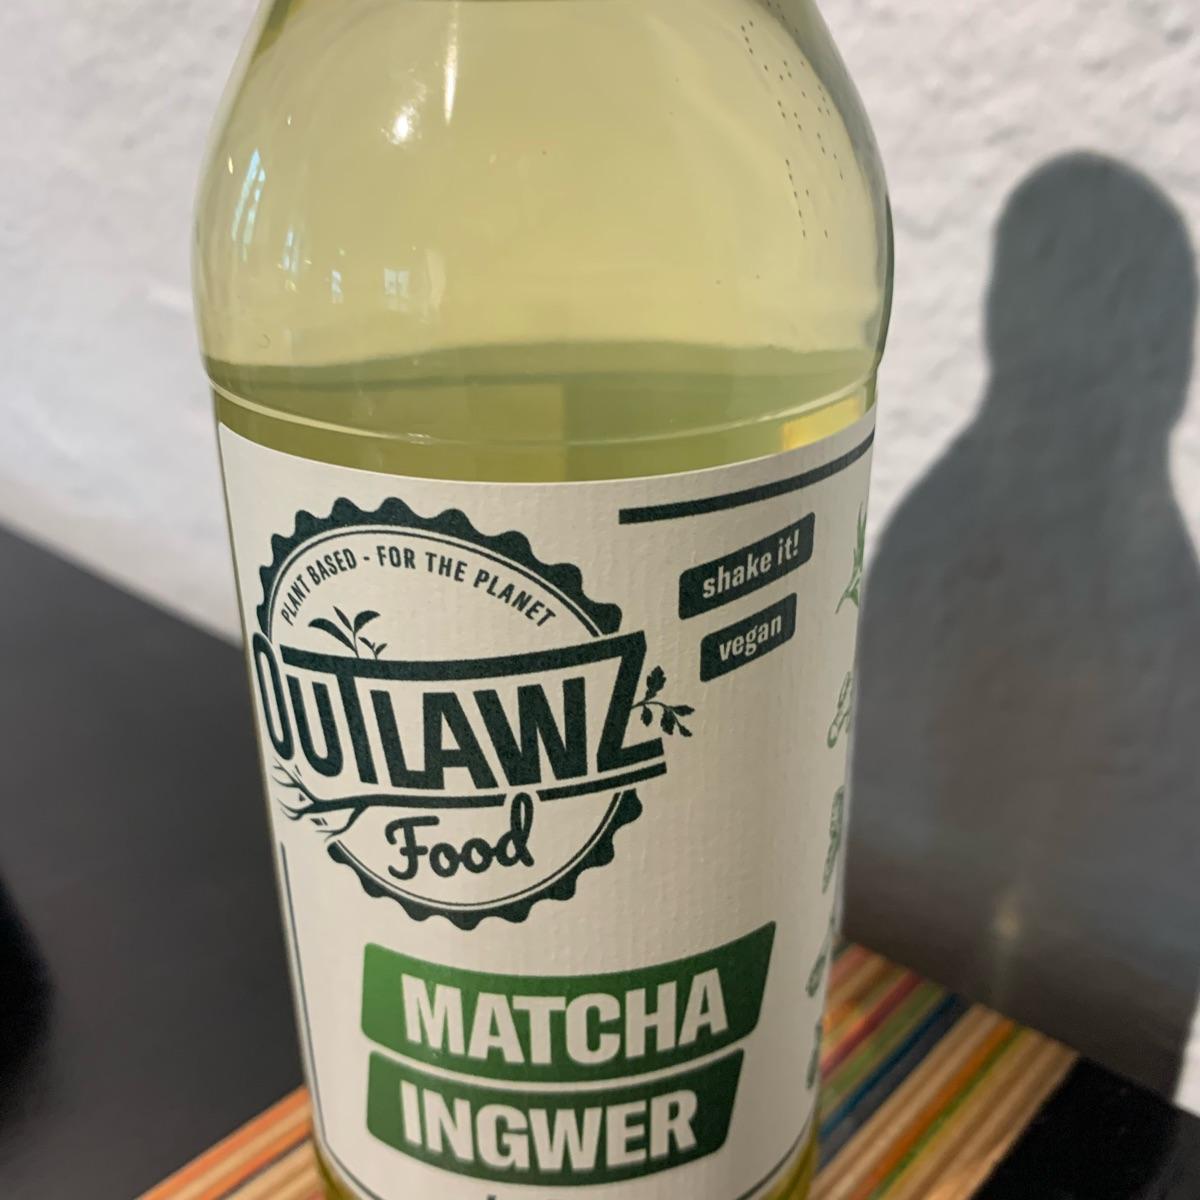 PLANT BASED - FOR THE PLANET
OUTLAWZ
Food
shake it!
vegan
MATCHA
INGWER